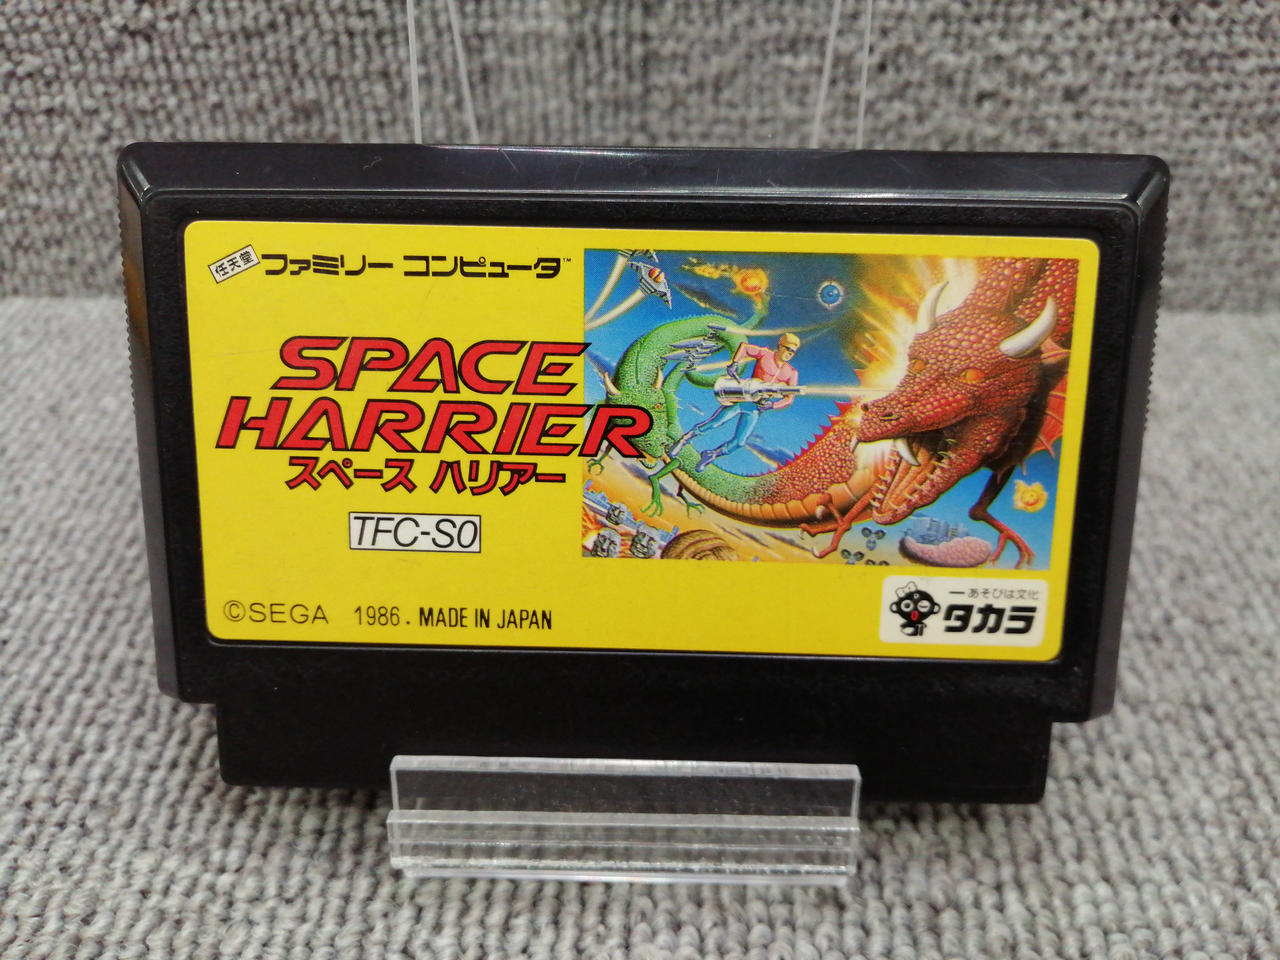 任天堂 ファミリー コンピュータ™
SPACE
HARRIER
スペース ハリアー
TFC-SO
©SEGA 1986. MADE IN JAPAN
ーあそびは文化
タカラ